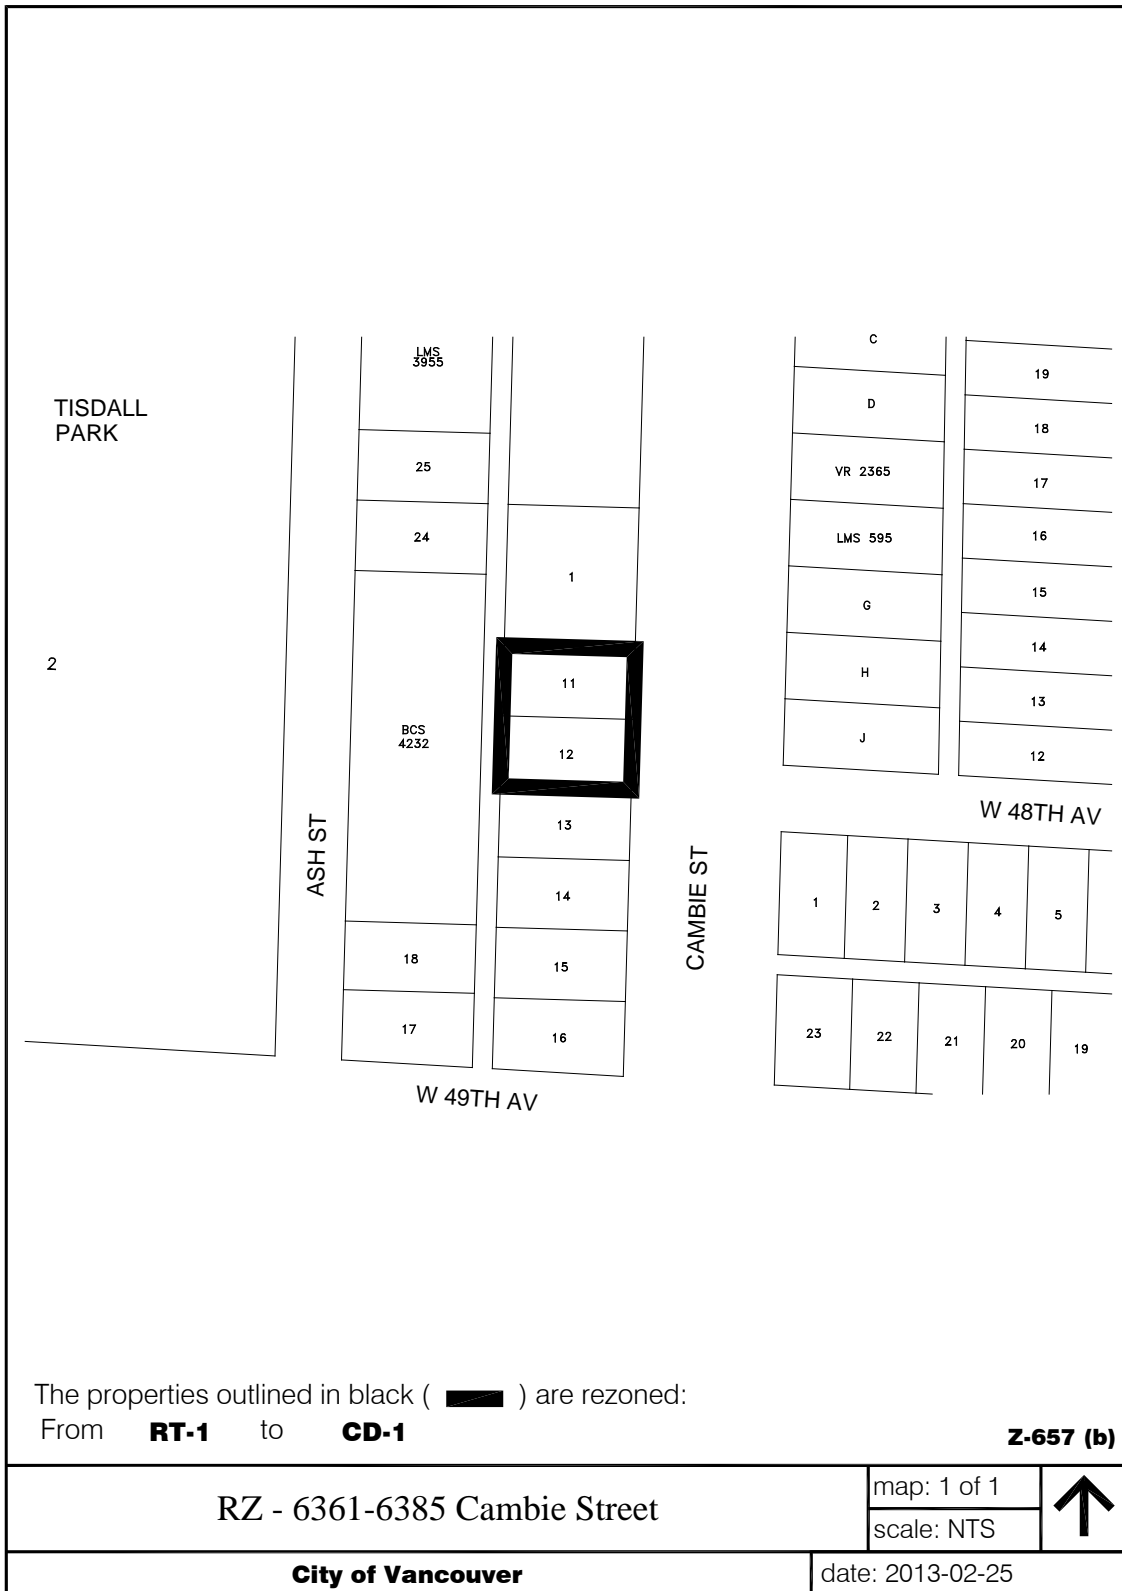 TISDALL
PARK
2
LMS
3955
25
24
BCS
4232
18
17
ASH ST
1
11
12
13
14
15
16
W 49TH AV
CAMBIE ST
C
D
VR 2365
LMS 595
G
H
J
19
18
17
16
15
14
13
12
W 48TH AV
1 2 3 4 5
23 22 21 20 19
The properties outlined in black ( ) are rezoned:
From RT-1 to CD-1
Z-657 (b)
RZ - 6361-6385 Cambie Street
map: 1 of 1
scale: NTS
City of Vancouver
date: 2013-02-25